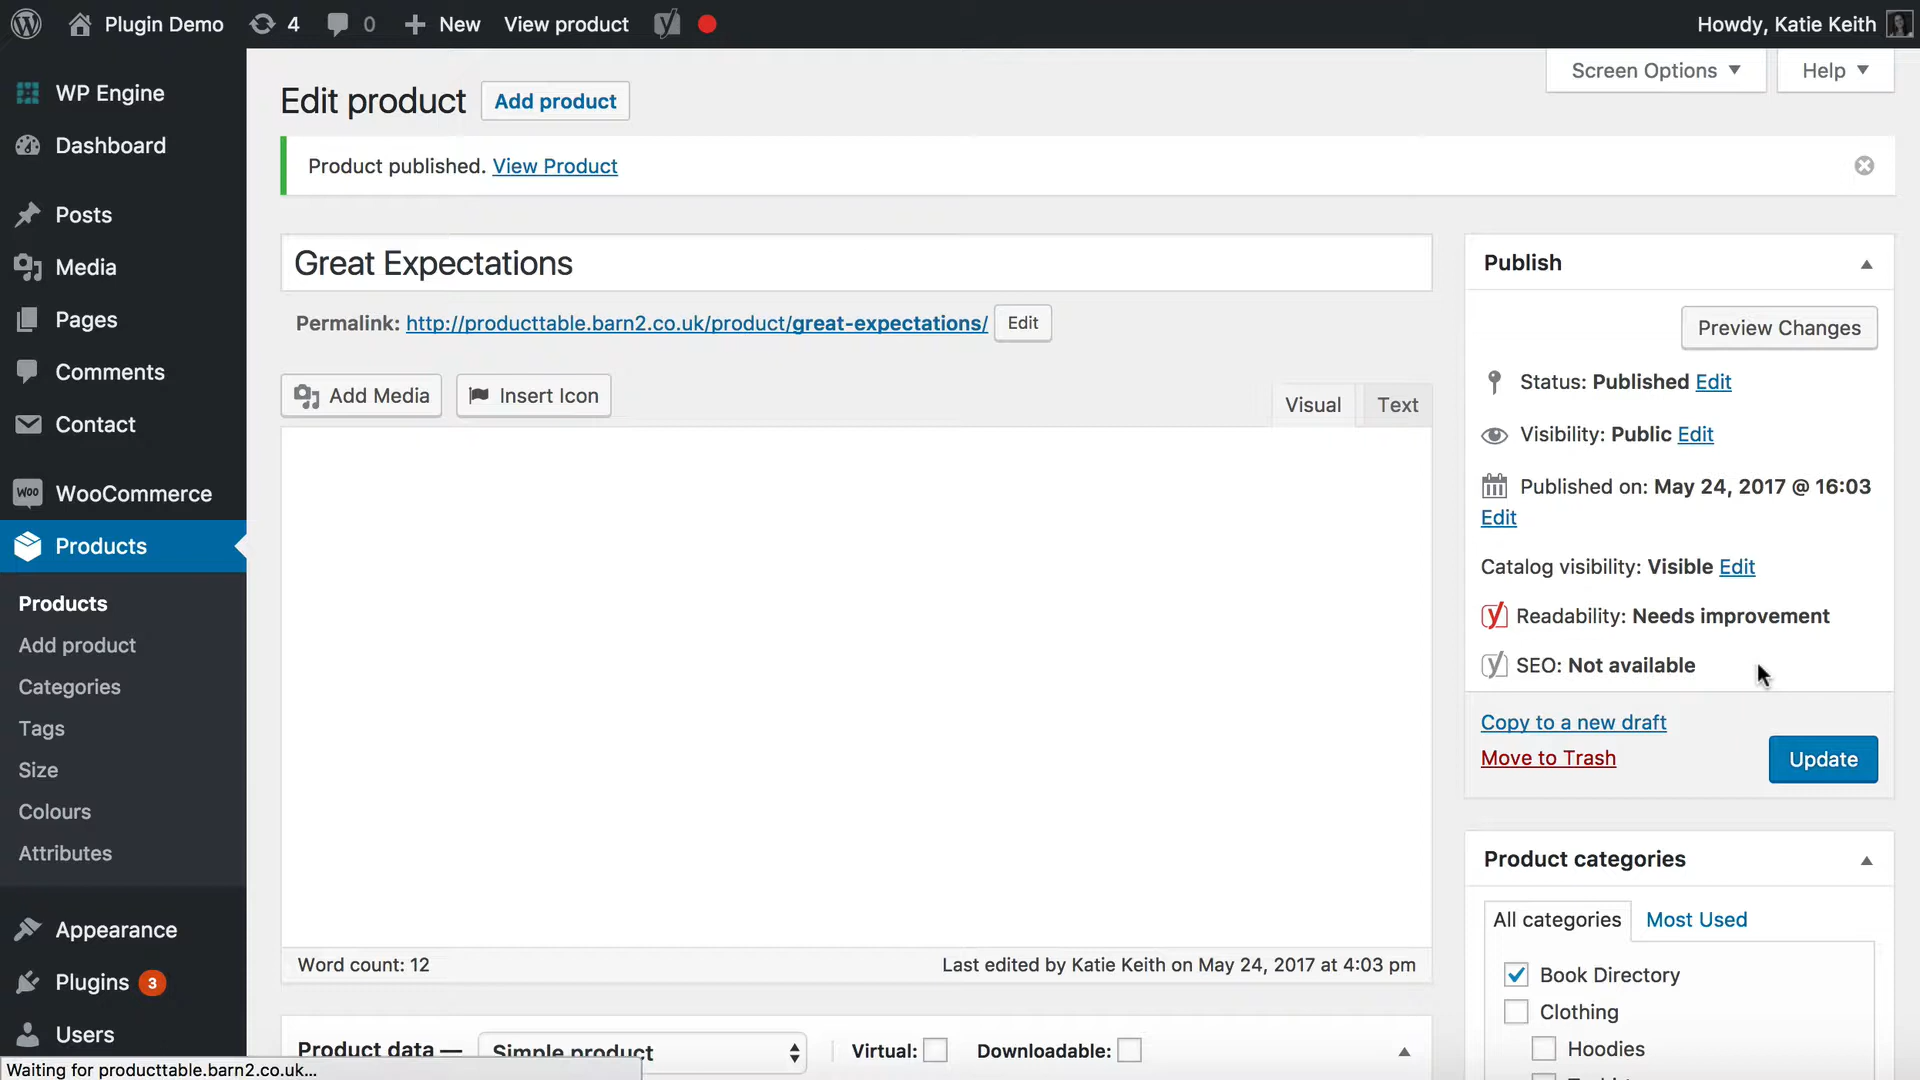 Plugin Demo 4 0 New View product Howdy, Katie Keith
WP Engine
Dashboard
Posts
Media
Pages
Comments
Contact
WooCommerce
Products
Products
Add product
Categories
Tags
Size
Colours
Attributes
Appearance
Plugins 3
Users
Waiting for producttable.barn2.co.uk...
Screen Options Help
Edit product Add product
Product published. View Product
Great Expectations
Permalink: http://producttable.barn2.co.uk/product/great-expectations/ Edit
Add Media Insert Icon Visual Text
Word count: 12 Last edited by Katie Keith on May 24, 2017 at 4:03 pm
Product data — Simple product Virtual: Downloadable:
Publish
Preview Changes
Status: Published Edit
Visibility: Public Edit
Published on: May 24, 2017 @ 16:03
Edit
Catalog visibility: Visible Edit
Readability: Needs improvement
SEO: Not available
Copy to a new draft
Move to Trash Update
Product categories
All categories Most Used
Book Directory
Clothing
Hoodies